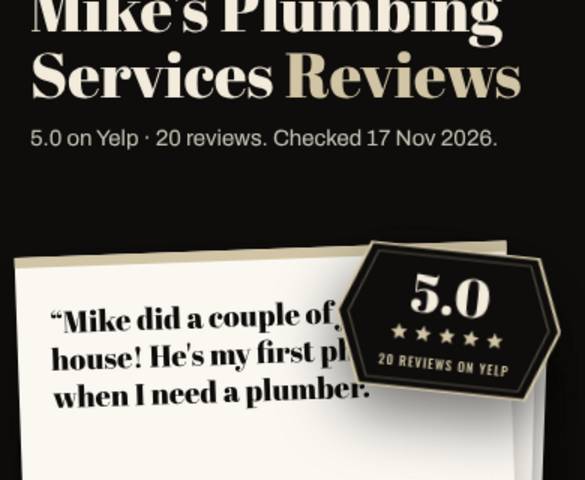 Mike's Plumbing
Services Reviews
5.0 on Yelp · 20 reviews. Checked 17 Nov 2026.
“Mike did a couple of
house! He's my first
when I need a plumber.
5.0
20 REVIEWS ON YELP